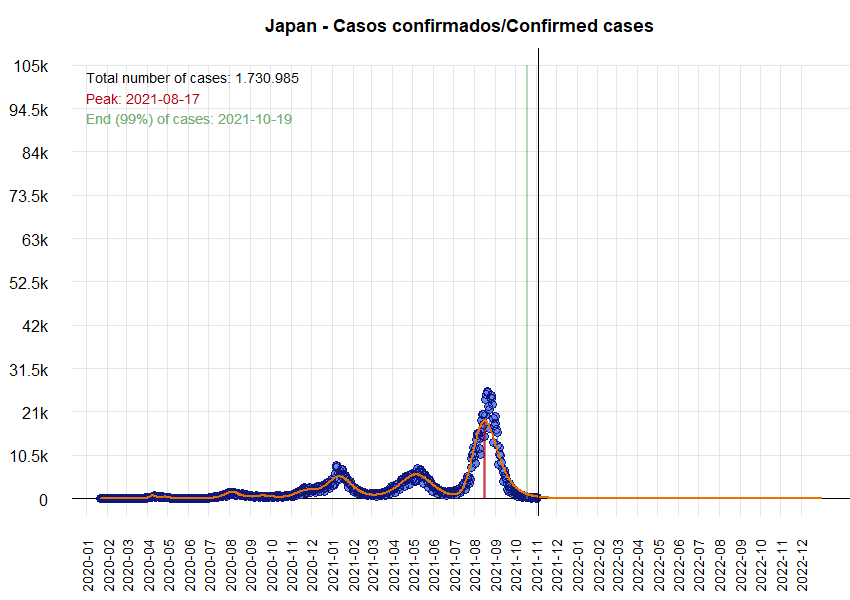 Japan - Casos confirmados/Confirmed cases
105k
94.5k
84k
73.5k
63k
52.5k
42k
31.5k
21k
10.5k
0
Total number of cases: 1.730.985
Peak: 2021-08-17
End (99%) of cases: 2021-10-19
2020-01
2020-02
2020-03
2020-04
2020-05
2020-06
2020-07
2020-08
2020-09
2020-10
2020-11
2020-12
2021-01
2021-02
2021-03
2021-04
2021-05
2021-06
2021-07
2021-08
2021-09
2021-10
2021-11
2021-12
2022-02
2022-03
2022-04
2022-05
2022-06
2022-07
2022-08
2022-09
2022-10
2022-11
2022-12